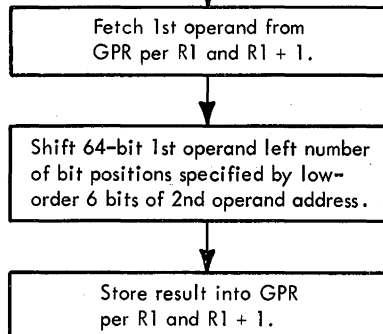 Fetch 1st operand from
GPR per R1 and R1 + 1.
Shift 64-bit 1st operand left number
of bit positions specified by low-
order 6 bits of 2nd operand address.
Store result into GPR
per R1 and R1 + 1.